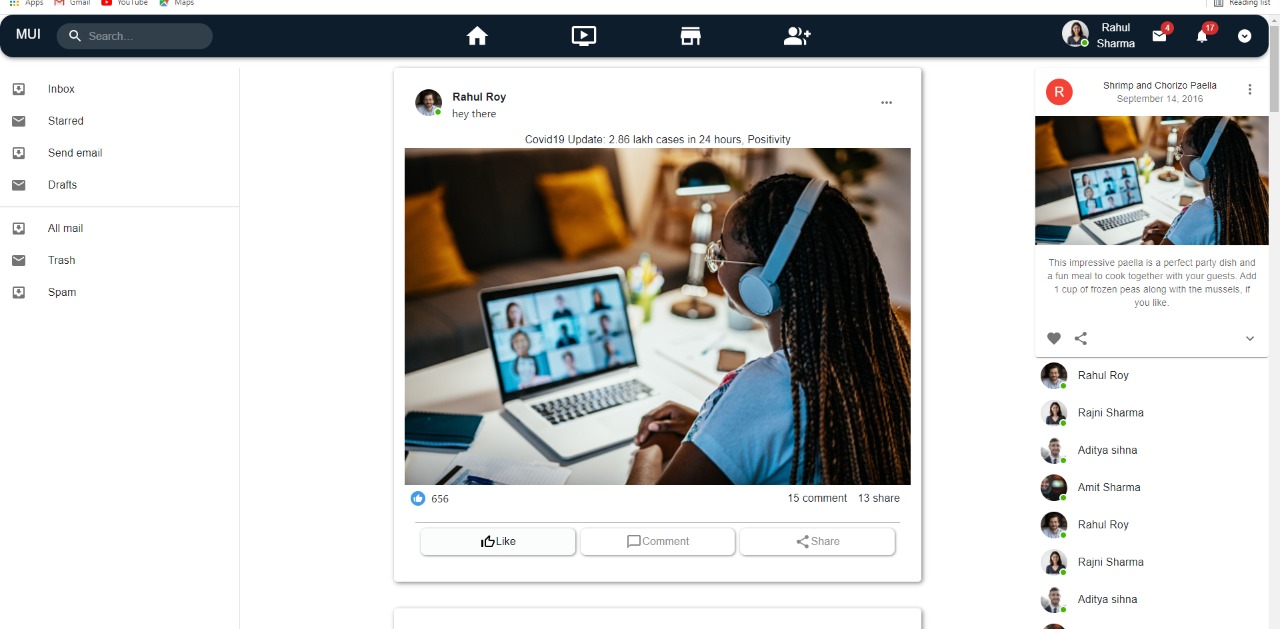 Apps Gmail YouTube Maps Reading list
MUI Search... Rahul Sharma 4 17
Inbox
Starred
Send email
Drafts
All mail
Trash
Spam
Rahul Roy
hey there
Covid19 Update: 2.86 lakh cases in 24 hours, Positivity
656 15 comment 13 share
Like Comment Share
R
Shrimp and Chorizo Paella
September 14, 2016
This impressive paella is a perfect party dish and
a fun meal to cook together with your guests. Add
1 cup of frozen peas along with the mussels, if
you like.
Rahul Roy
Rajni Sharma
Aditya sihna
Amit Sharma
Rahul Roy
Rajni Sharma
Aditya sihna